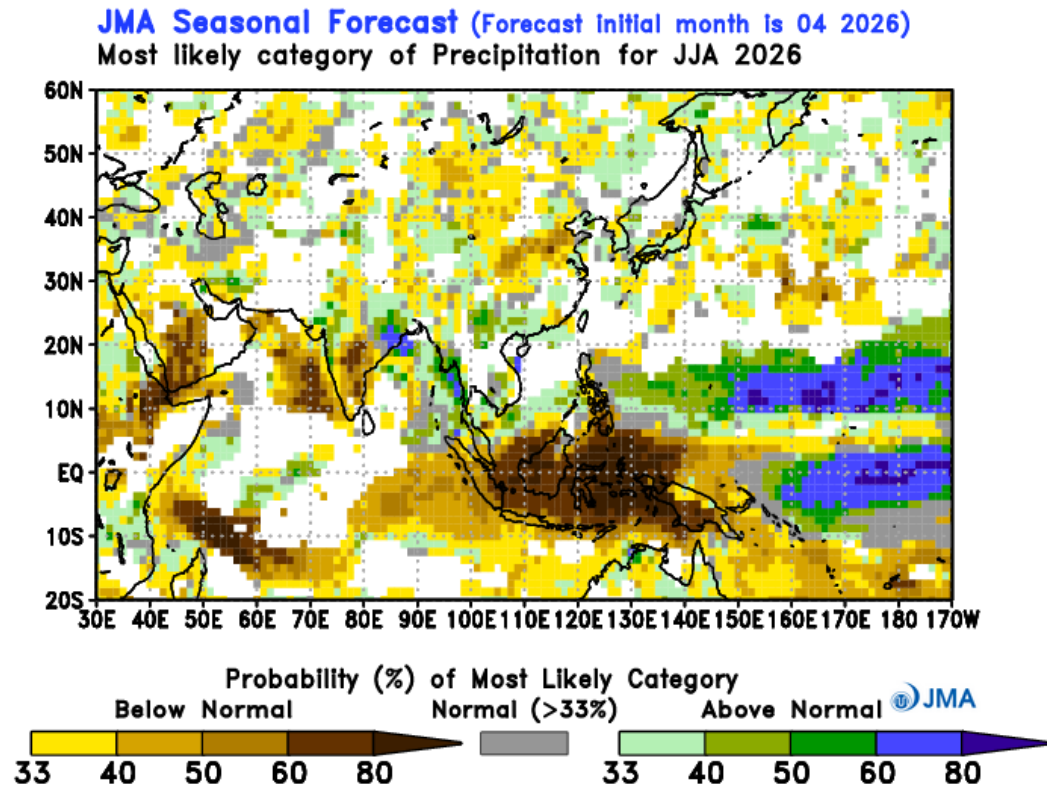 JMA Seasonal Forecast (Forecast initial month is 04 2026)
Most likely category of Precipitation for JJA 2026
60N
50N
40N
30N
20N
10N
EQ
10S
20S
30E 40E 50E 60E 70E 80E 90E 100E 110E 120E 130E 140E 150E 160E 170E 180 170W
Probability (%) of Most Likely Category
Below Normal Normal (>33%) Above Normal JMA
33 40 50 60 80 33 40 50 60 80